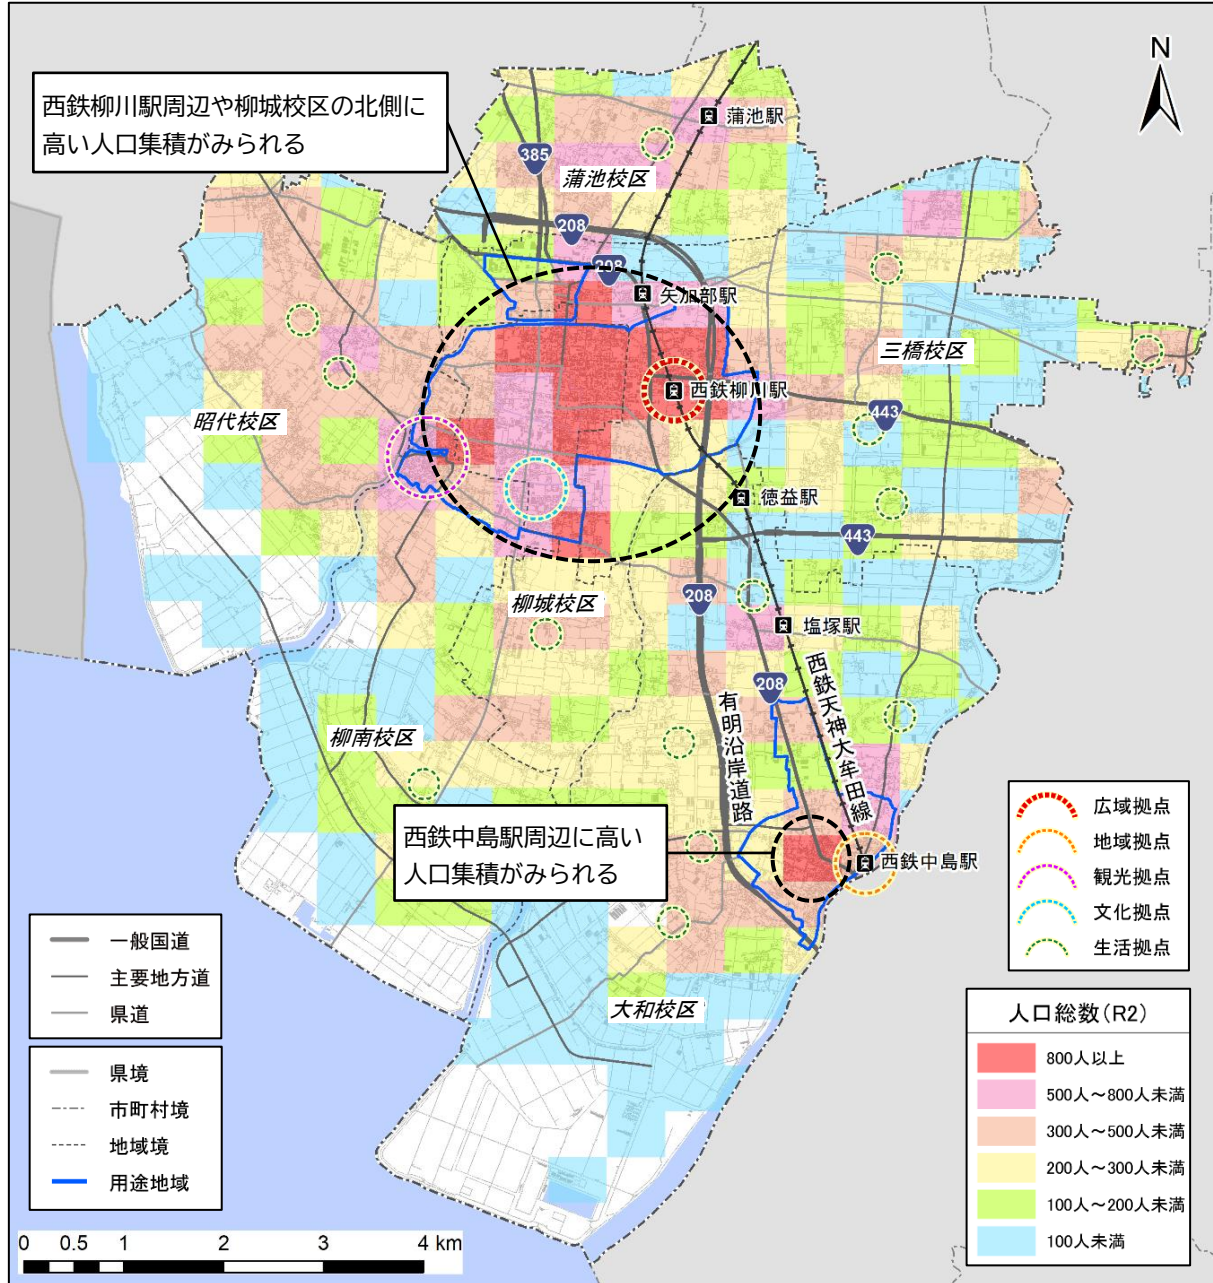 N
西鉄柳川駅周辺や柳城校区の北側に
高い人口集積がみられる
蒲池駅
385
蒲池校区
208
208
矢加部駅
三橋校区
西鉄柳川駅
443
昭代校区
徳益駅
443
柳城校区
208
塩塚駅
208
西鉄天神大牟田線
有明沿岸道路
柳南校区
西鉄中島駅周辺に高い
人口集積がみられる
西鉄中島駅
大和校区
広域拠点
地域拠点
観光拠点
文化拠点
生活拠点
一般国道
主要地方道
県道
県境
市町村境
地域境
用途地域
人口総数(R2)
800人以上
500人~800人未満
300人~500人未満
200人~300人未満
100人~200人未満
100人未満
0 0.5 1 2 3 4 km